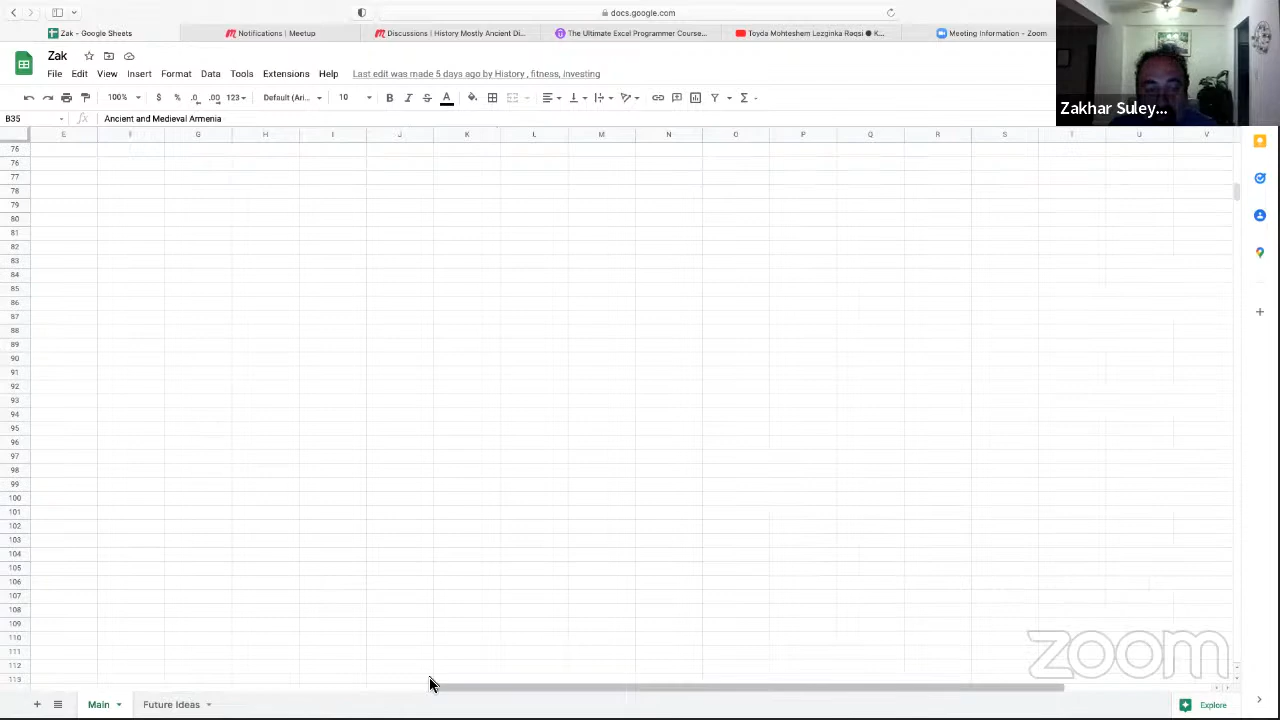 docs.google.com
Zak - Google Sheets
Notifications | Meetup
Discussions | History Mostly Ancient Di...
The Ultimate Excel Programmer Course...
Toyda Mohteshem Lezginka Rəqsi ● K...
Meeting Information - Zoom
Zak
File Edit View Insert Format Data Tools Extensions Help Last edit was made 5 days ago by History , fitness, investing
100% $ % .0 .00 123 Default (Ari... 10 B I S A Σ
Zakhar Suley...
B35 fx Ancient and Medieval Armenia
E F G H I J K L M N O P Q R S T U V
75
76
77
78
79
80
81
82
83
84
85
86
87
88
89
90
91
92
93
94
95
96
97
98
99
100
101
102
103
104
105
106
107
108
109
110
111
112
113
zoom
Main Future Ideas Explore